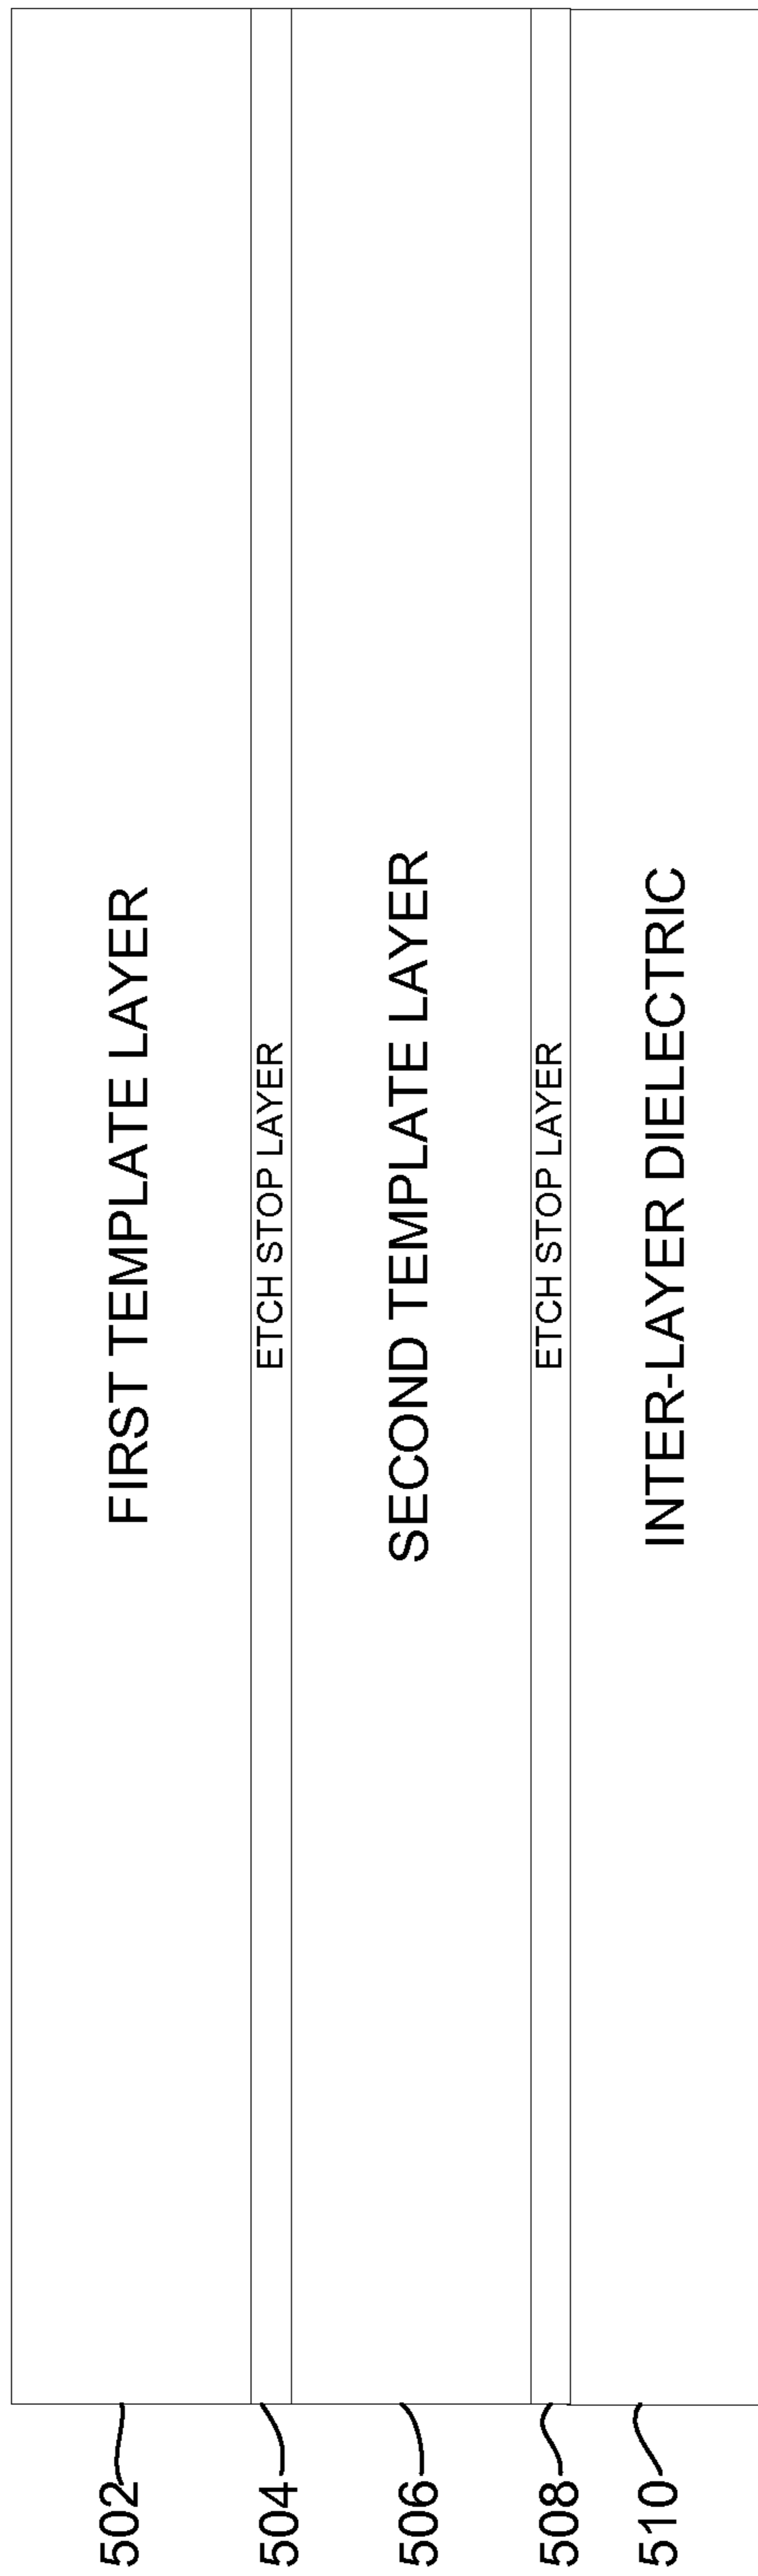 502
FIRST TEMPLATE LAYER
504
ETCH STOP LAYER
506
SECOND TEMPLATE LAYER
508
ETCH STOP LAYER
510
INTER-LAYER DIELECTRIC